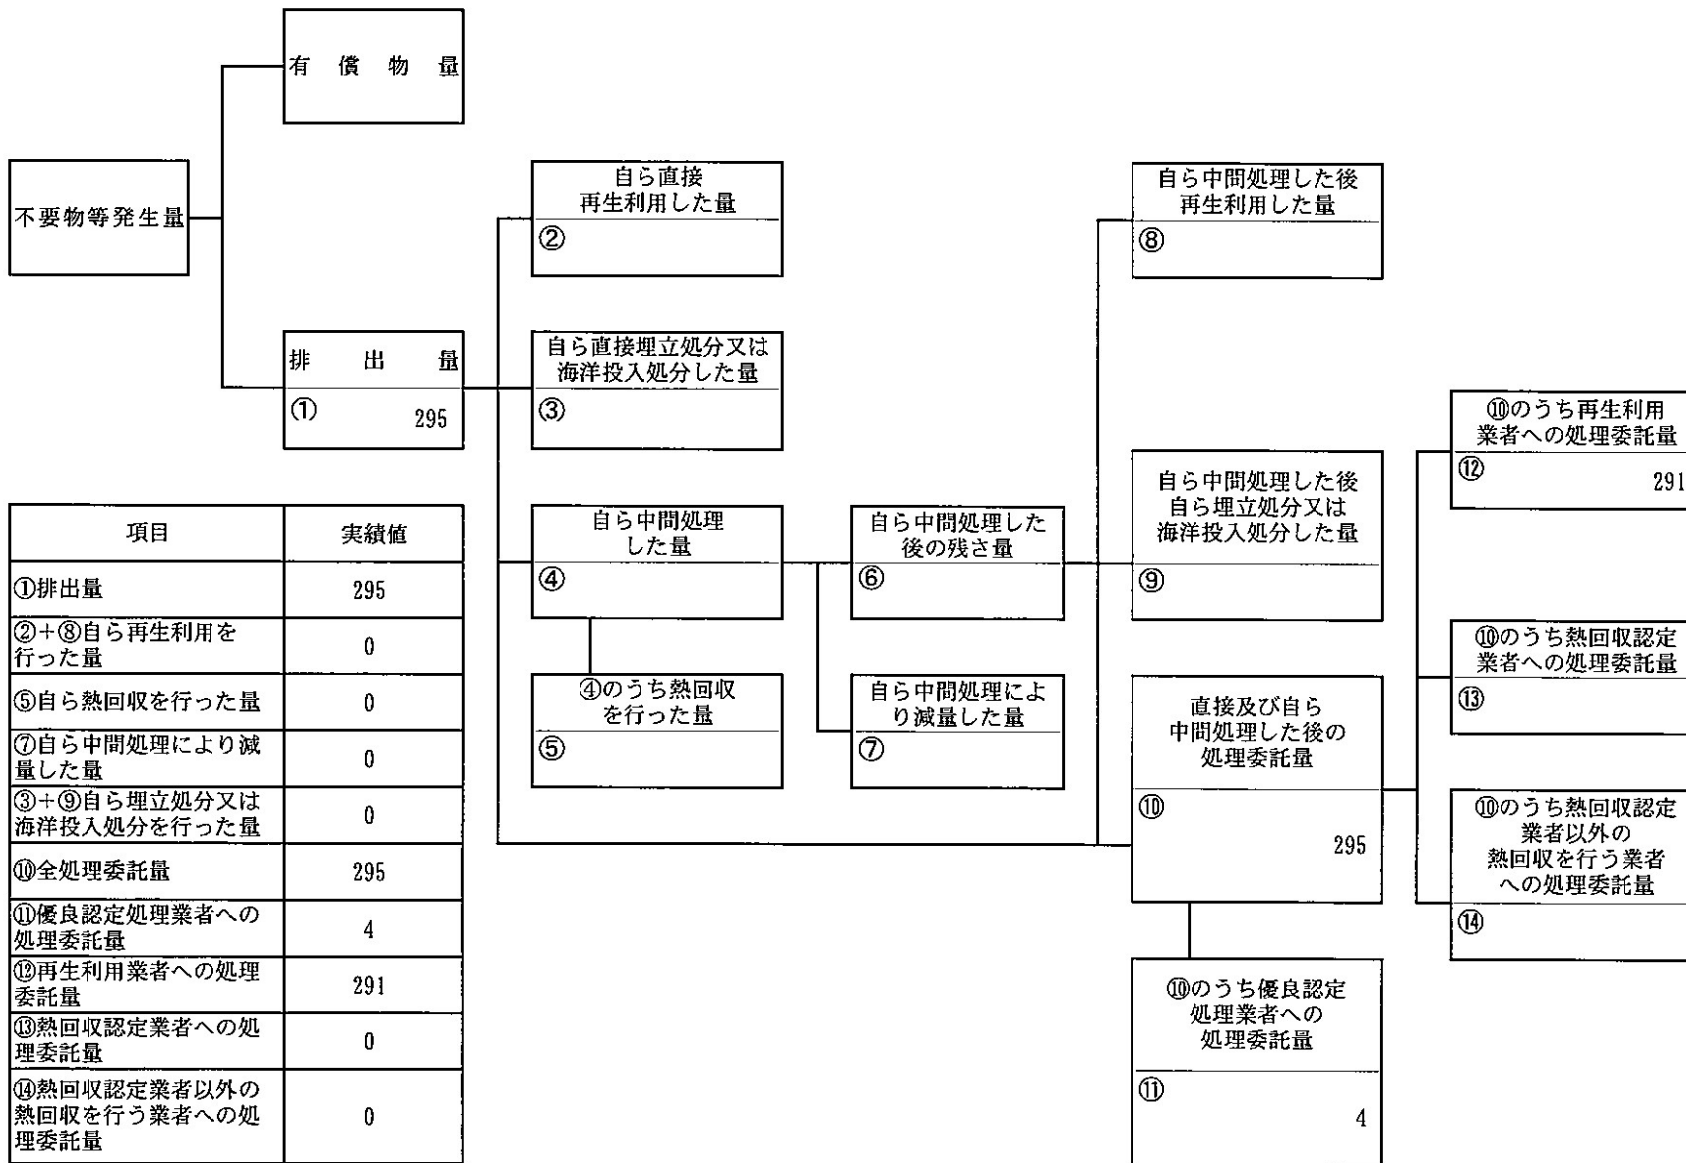 有償物量
不要物等発生量
排出量
①
295
自ら直接
再生利用した量
②
自ら直接埋立処分又は
海洋投入処分した量
③
自ら中間処理
した量
④
④のうち熱回収
を行った量
⑤
自ら中間処理した
後の残さ量
⑥
自ら中間処理によ
り減量した量
⑦
自ら中間処理した後
再生利用した量
⑧
自ら中間処理した後
自ら埋立処分又は
海洋投入処分した量
⑨
直接及び自ら
中間処理した後の
処理委託量
⑩
295
⑩のうち優良認定
処理業者への
処理委託量
⑪
4
⑩のうち再生利用
業者への処理委託量
⑫
291
⑩のうち熱回収認定
業者への処理委託量
⑬
⑩のうち熱回収認定
業者以外の
熱回収を行う業者
への処理委託量
⑭
項目 実績値
①排出量 295
②+⑧自ら再生利用を
行った量 0
⑤自ら熱回収を行った量 0
⑦自ら中間処理により減
量した量 0
③+⑨自ら埋立処分又は
海洋投入処分を行った量 0
⑩全処理委託量 295
⑪優良認定処理業者への
処理委託量 4
⑫再生利用業者への処理
委託量 291
⑬熱回収認定業者への処
理委託量 0
⑭熱回収認定業者以外の
熱回収を行う業者への処
理委託量 0